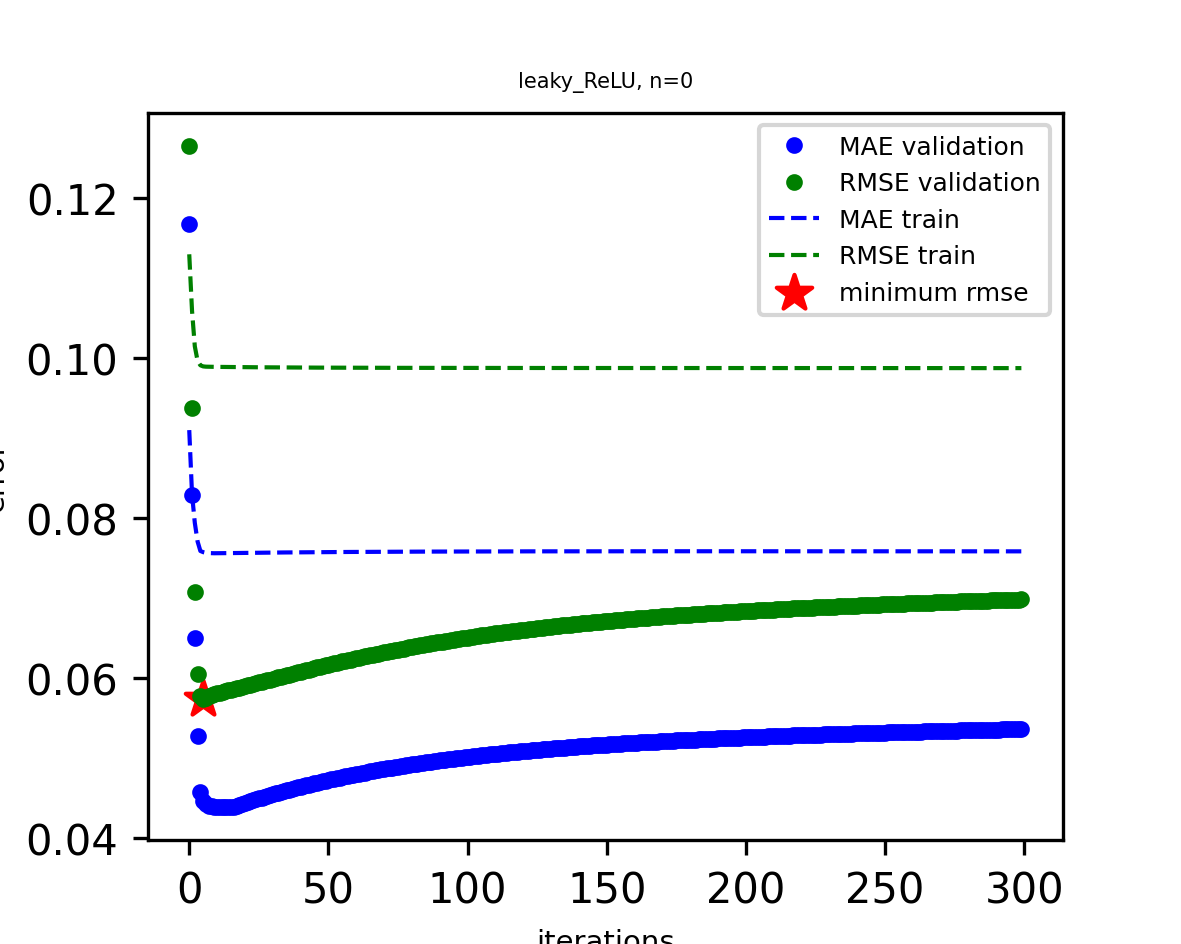 leaky_ReLU, n=0
MAE validation
RMSE validation
MAE train
RMSE train
minimum rmse
0.12
0.10
0.08
0.06
0.04
0 50 100 150 200 250 300
iterations